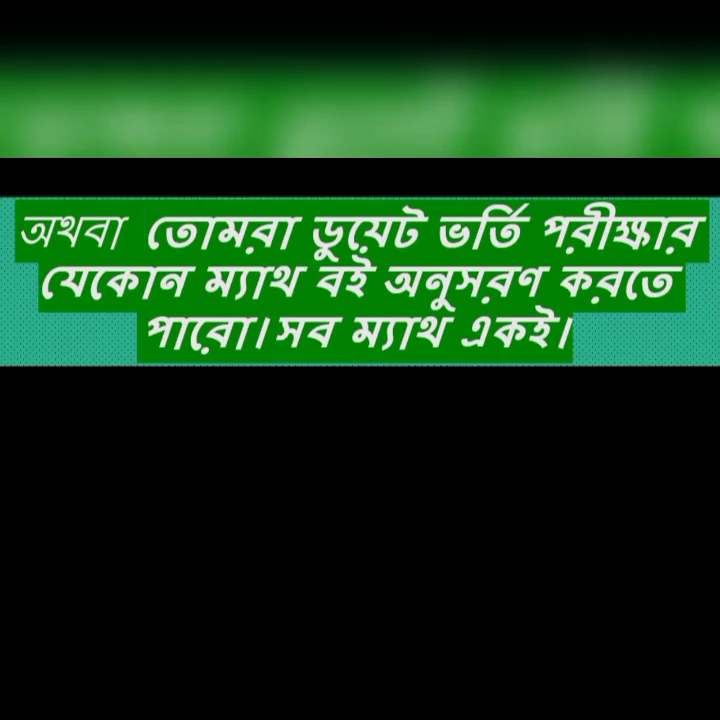 অথবা তোমরা ডুয়েট ভর্তি পরীক্ষার
যেকোন ম্যাথ বই অনুসরণ করতে
পারো। সব ম্যাথ একই।